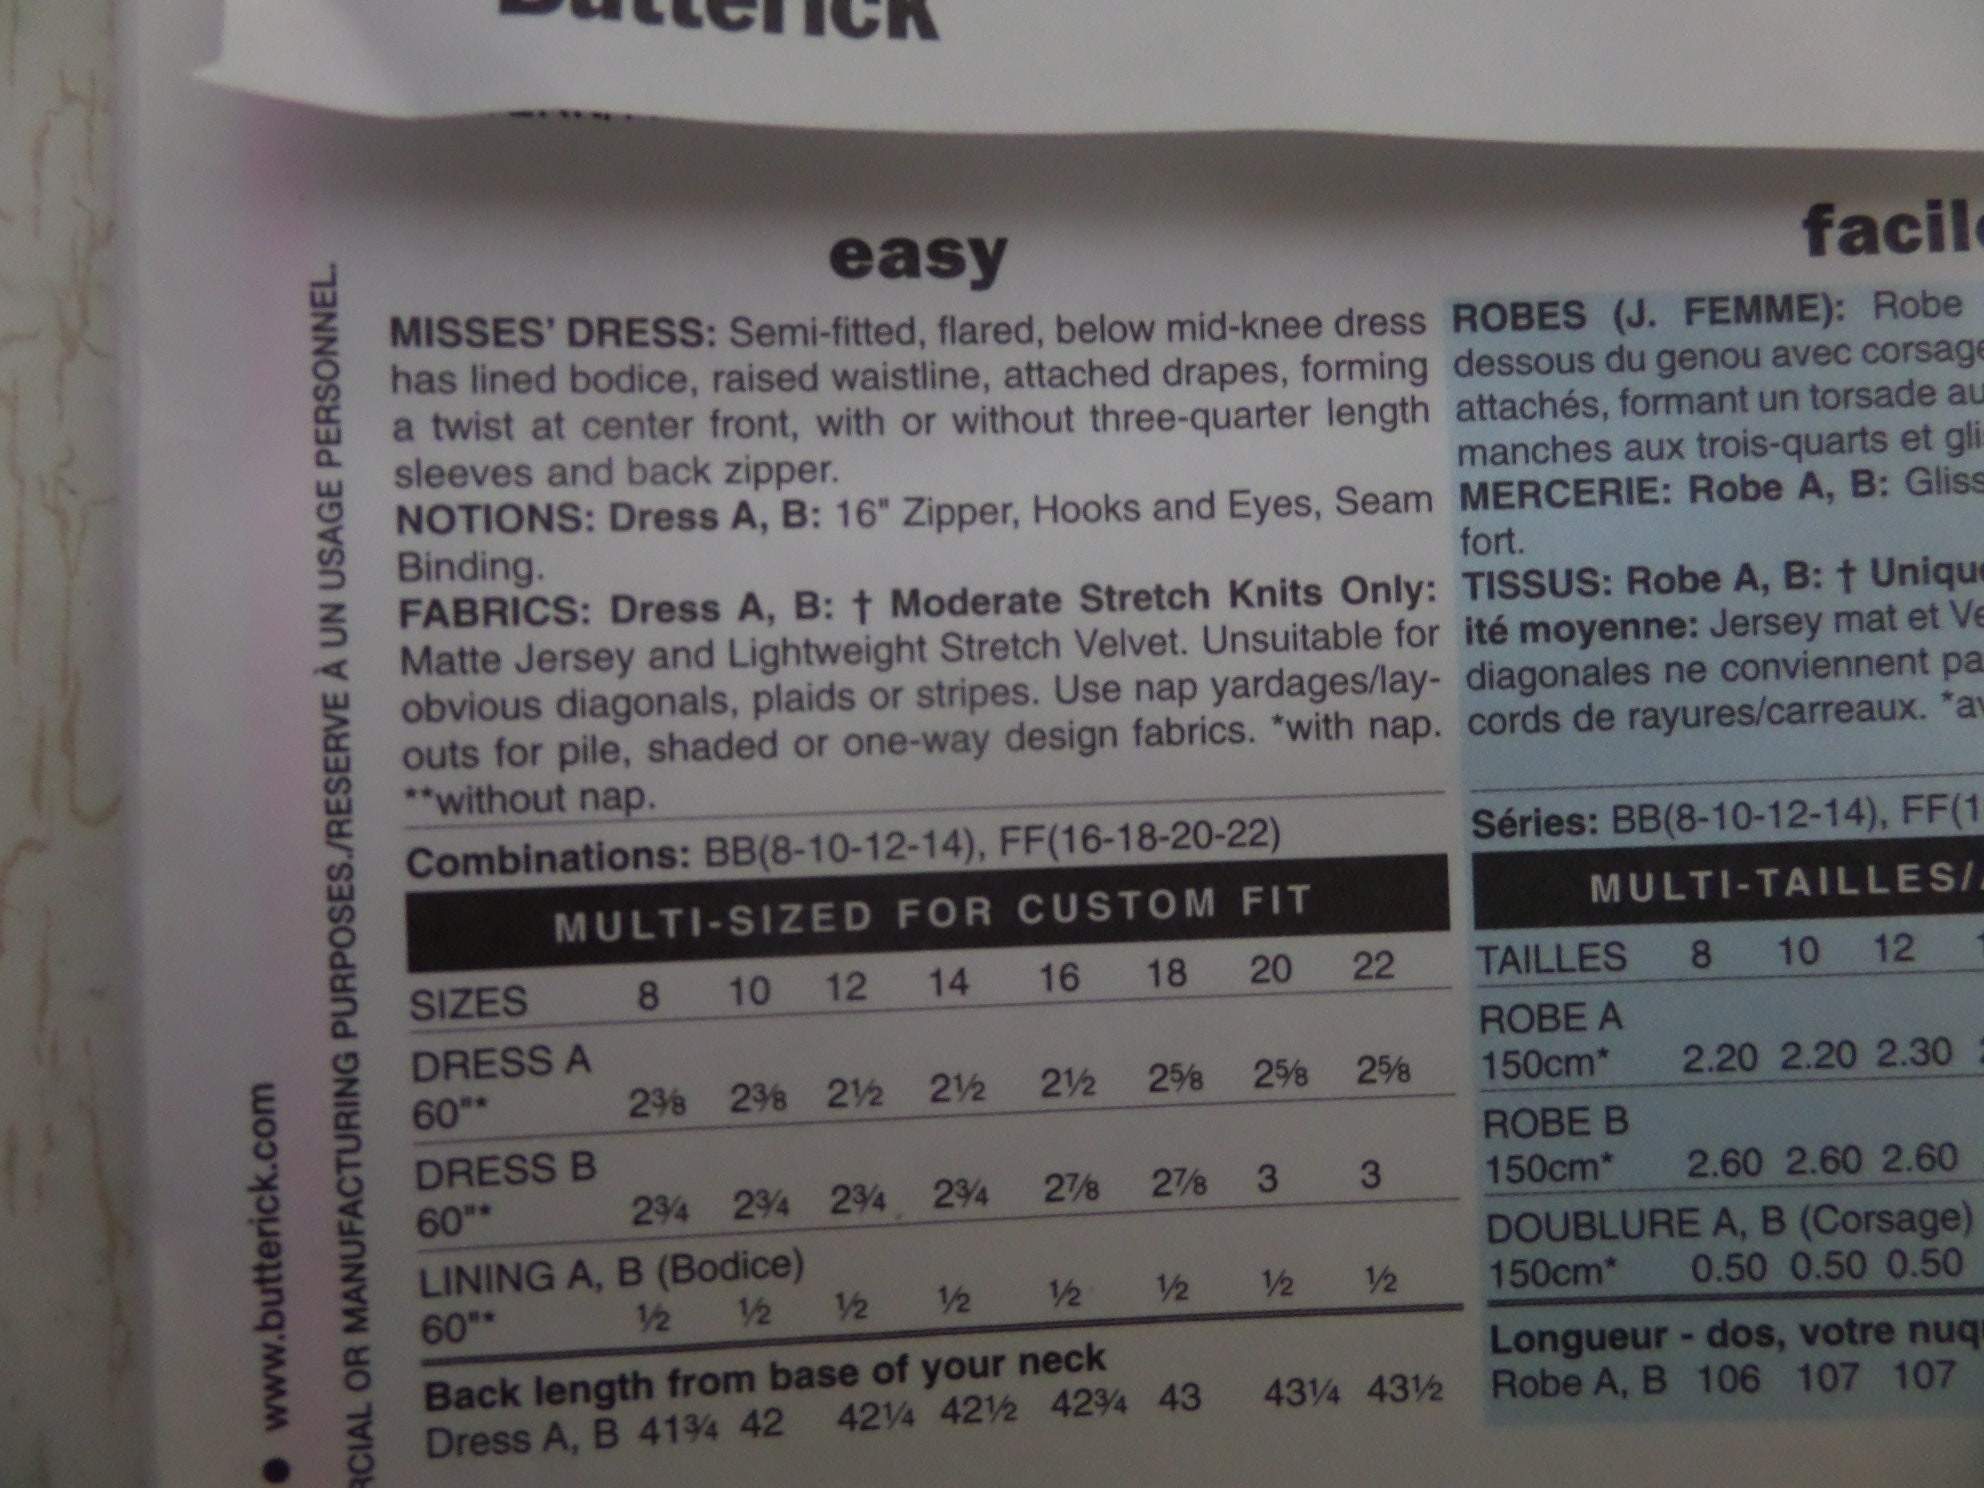 Butterick
easy
MISSES' DRESS: Semi-fitted, flared, below mid-knee dress
has lined bodice, raised waistline, attached drapes, forming
a twist at center front, with or without three-quarter length
sleeves and back zipper.
NOTIONS: Dress A, B: 16" Zipper, Hooks and Eyes, Seam
Binding.
FABRICS: Dress A, B: † Moderate Stretch Knits Only:
Matte Jersey and Lightweight Stretch Velvet. Unsuitable for
obvious diagonals, plaids or stripes. Use nap yardages/lay-
outs for pile, shaded or one-way design fabrics. *with nap.
**without nap.
Combinations: BB(8-10-12-14), FF(16-18-20-22)
MULTI-SIZED FOR CUSTOM FIT
SIZES 8 10 12 14 16 18 20 22
DRESS A
60"* 2⅜ 2⅜ 2½ 2½ 2½ 2⅝ 2⅝ 2⅝
DRESS B
60"* 2¾ 2¾ 2¾ 2¾ 2⅞ 2⅞ 3 3
LINING A, B (Bodice)
60"* ½ ½ ½ ½ ½ ½ ½ ½
Back length from base of your neck
Dress A, B 41¾ 42 42¼ 42½ 42¾ 43 43¼ 43½
facile
ROBES (J. FEMME): Robe
dessous du genou avec corsage
attachés, formant un torsade au
manches aux trois-quarts et
MERCERIE: Robe A, B:
fort.
TISSUS: Robe A, B: †
ité moyenne: Jersey mat et
diagonales ne conviennent
cords de rayures/carreaux.
Séries: BB(8-10-12-14),
MULTI-TAILLES/
TAILLES 8 10 12
ROBE A
150cm* 2.20 2.20 2.30
ROBE B
150cm* 2.60 2.60 2.60
DOUBLURE A, B (Corsage)
150cm* 0.50 0.50 0.50
Longueur - dos, votre
Robe A, B 106 107 107
OR MANUFACTURING PURPOSES./RESERVE À UN USAGE PERSONNEL.
• www.butterick.com